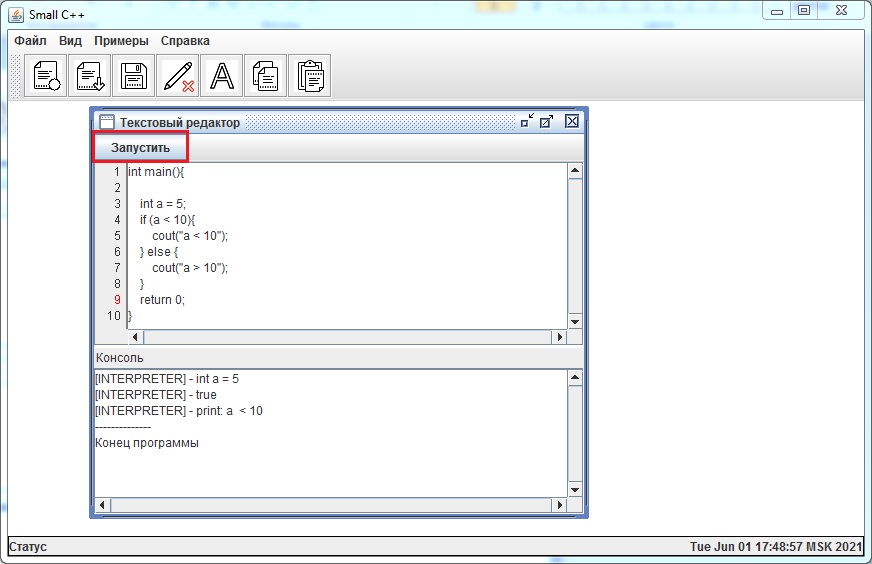 Small C++
Файл Вид Примеры Справка
Текстовый редактор
Запустить
1 int main(){
2
3 int a = 5;
4 if (a < 10){
5 cout("a < 10");
6 } else {
7 cout("a > 10");
8 }
9 return 0;
10 }
Консоль
[INTERPRETER] - int a = 5
[INTERPRETER] - true
[INTERPRETER] - print: a  < 10
--------------
Конец программы
Статус Tue Jun 01 17:48:57 MSK 2021